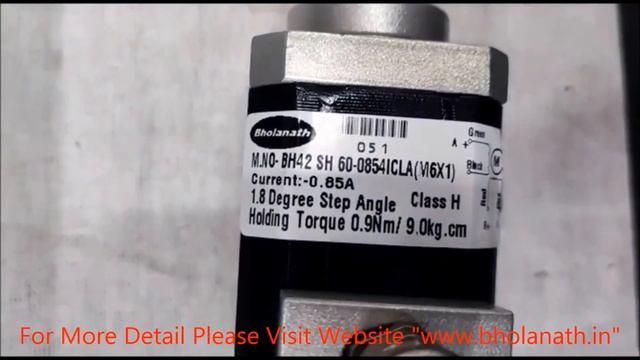 Bholanath
051
M.NO- BH42 SH 60-0854ICLA(M6X1)
Current:-0.85A
1.8 Degree Step Angle Class H
Holding Torque 0.9Nm/ 9.0kg.cm
Green
A +
M
Black
Red
B+
For More Detail Please Visit Website "www.bholanath.in"